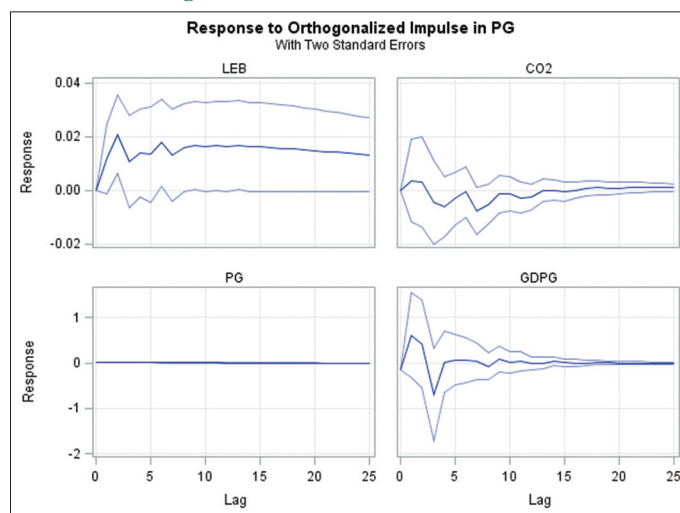 Response to Orthogonalized Impulse in PG
With Two Standard Errors
LEB
CO2
0.04
0.02
0.00
-0.02
Response
PG
GDPG
1
0
-1
-2
Response
0 5 10 15 20 25
0 5 10 15 20 25
Lag
Lag